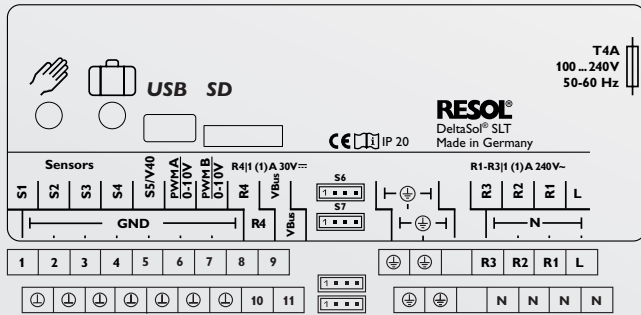 T4A
100 ... 240V
50-60 Hz
USB SD
RESOL®
DeltaSol® SLT
Made in Germany
CE i IP 20
Sensors
R4|1 (1) A 30V⎓
S6
R1-R3|1 (1) A 240V~
S1 S2 S3 S4 S5/V40 PWM A 0-10V PWM B 0-10V R4 VBus
R3 R2 R1 L
S7
GND R4 VBus
N
1 2 3 4 5 6 7 8 9
R3 R2 R1 L
1
10 11
1
N N N N